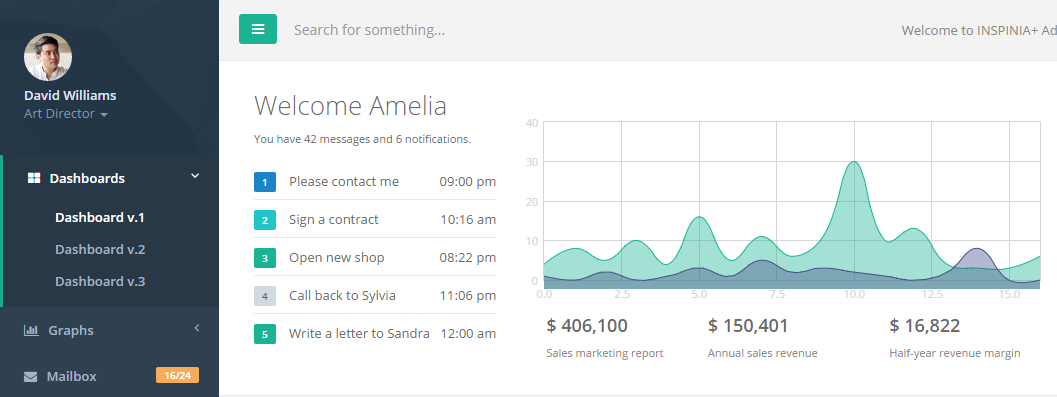 David Williams
Art Director
Dashboards
Dashboard v.1
Dashboard v.2
Dashboard v.3
Graphs
Mailbox 16/24
Search for something...
Welcome to INSPINIA+ Ad
Welcome Amelia
You have 42 messages and 6 notifications.
1 Please contact me 09:00 pm
2 Sign a contract 10:16 am
3 Open new shop 08:22 pm
4 Call back to Sylvia 11:06 pm
5 Write a letter to Sandra 12:00 am
40
30
20
10
0
0.0 2.5 5.0 7.5 10.0 12.5 15.0
$ 406,100
Sales marketing report
$ 150,401
Annual sales revenue
$ 16,822
Half-year revenue margin